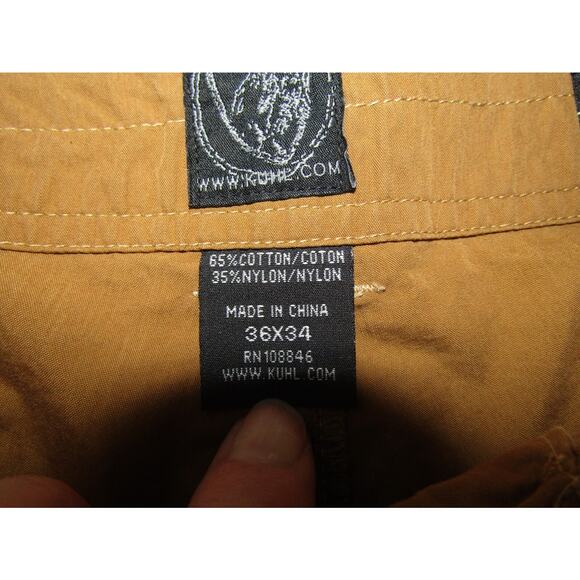 WWW.KUHL.COM
65%COTTON/COTON
35%NYLON/NYLON
MADE IN CHINA
36X34
RN108846
WWW.KUHL.COM